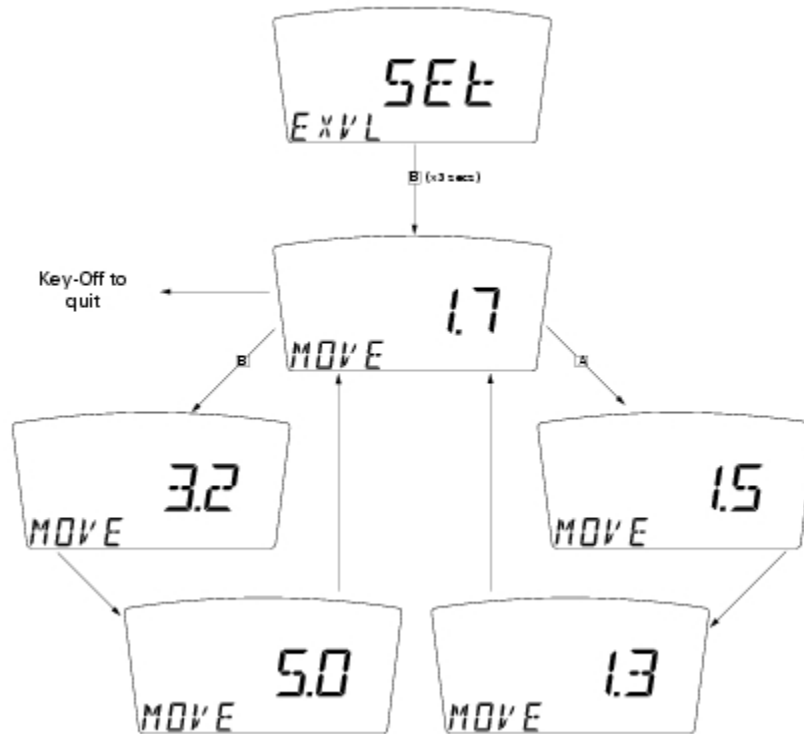 SEt
EXVL
B (x3 secs)
1.7
MOVE
Key-Off to
quit
B
A
3.2
MOVE
1.5
MOVE
5.0
MOVE
1.3
MOVE